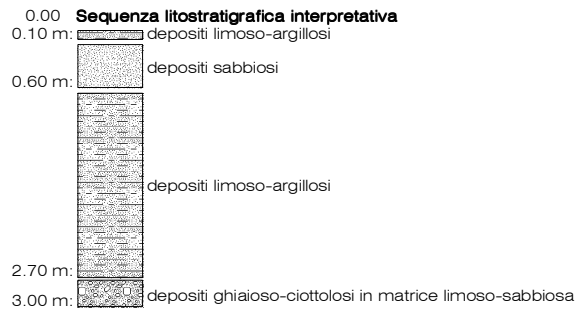 0.00 Sequenza litostratigrafica interpretativa
0.10 m: depositi limoso-argillosi
depositi sabbiosi
0.60 m:
depositi limoso-argillosi
2.70 m:
depositi ghiaioso-ciottolosi in matrice limoso-sabbiosa
3.00 m: